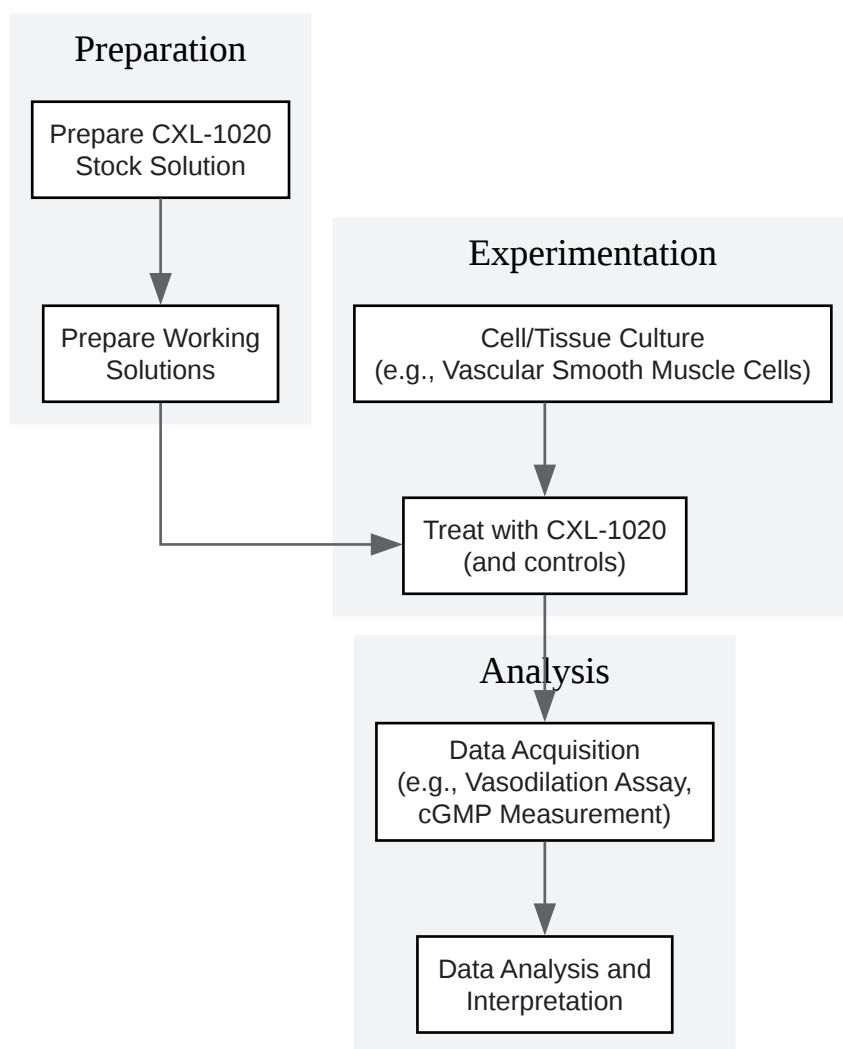 Preparation
Prepare CXL-1020
Stock Solution
Prepare Working
Solutions
Experimentation
Cell/Tissue Culture
(e.g., Vascular Smooth Muscle Cells)
Treat with CXL-1020
(and controls)
Analysis
Data Acquisition
(e.g., Vasodilation Assay,
cGMP Measurement)
Data Analysis and
Interpretation